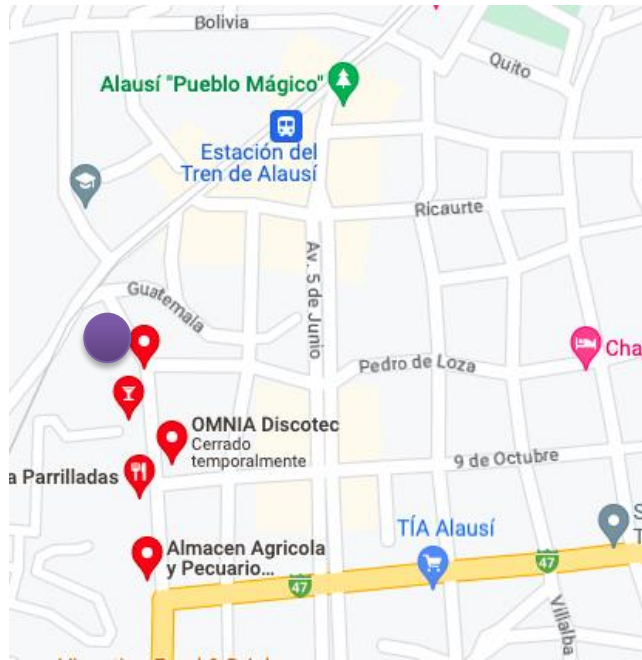 Bolivia
Quito
Alausí "Pueblo Mágico"
Estación del
Tren de Alausí
Ricaurte
Av. 5 de Junio
Guatemala
Cha
Pedro de Loza
OMNIA Discotec
Cerrado
temporalmente
9 de Octubre
a Parrilladas
TÍA Alausí
S
T
Almacen Agricola
y Pecuario...
47
47
Villalba